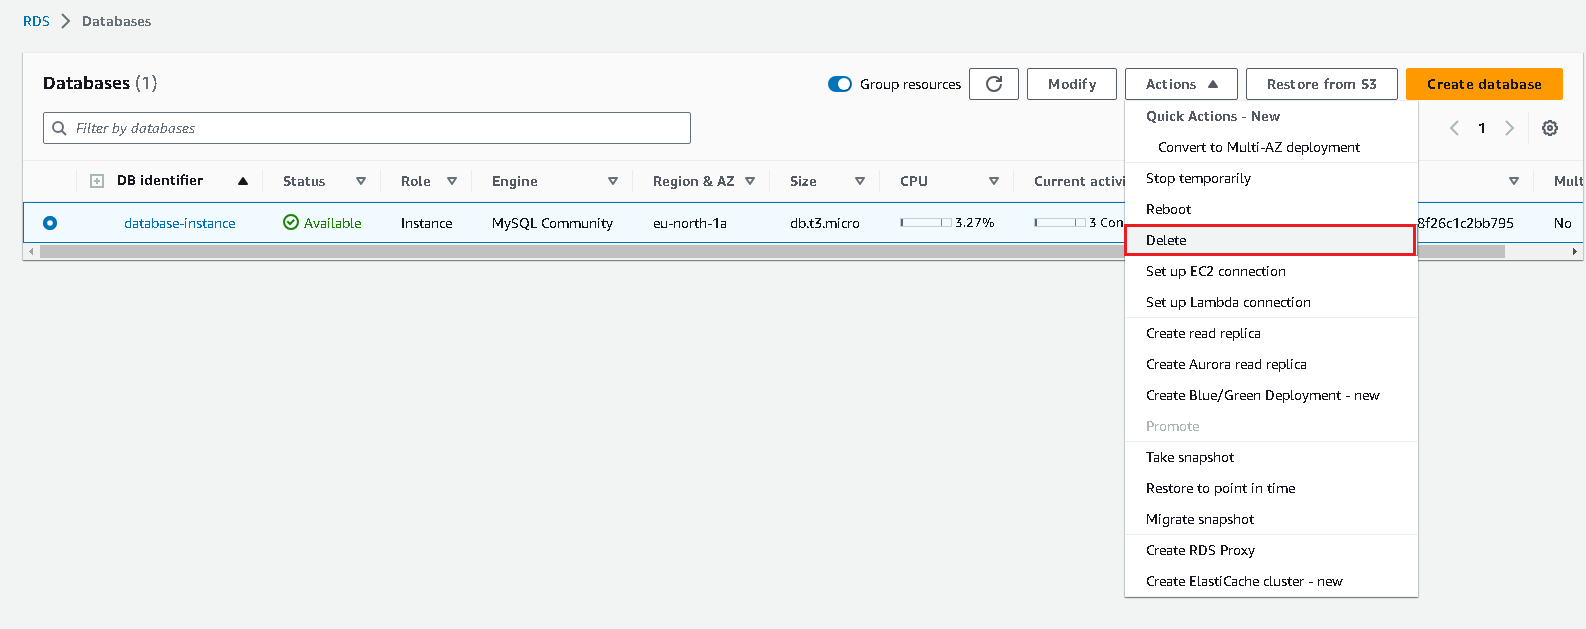 RDS > Databases
Databases (1)
Group resources
Modify
Actions
Restore from S3
Create database
Filter by databases
1
DB identifier Status Role Engine Region & AZ Size CPU Current activi Mult
database-instance Available Instance MySQL Community eu-north-1a db.t3.micro 3.27% 3 Con 8f26c1c2bb795 No
Quick Actions - New
Convert to Multi-AZ deployment
Stop temporarily
Reboot
Delete
Set up EC2 connection
Set up Lambda connection
Create read replica
Create Aurora read replica
Create Blue/Green Deployment - new
Promote
Take snapshot
Restore to point in time
Migrate snapshot
Create RDS Proxy
Create ElastiCache cluster - new